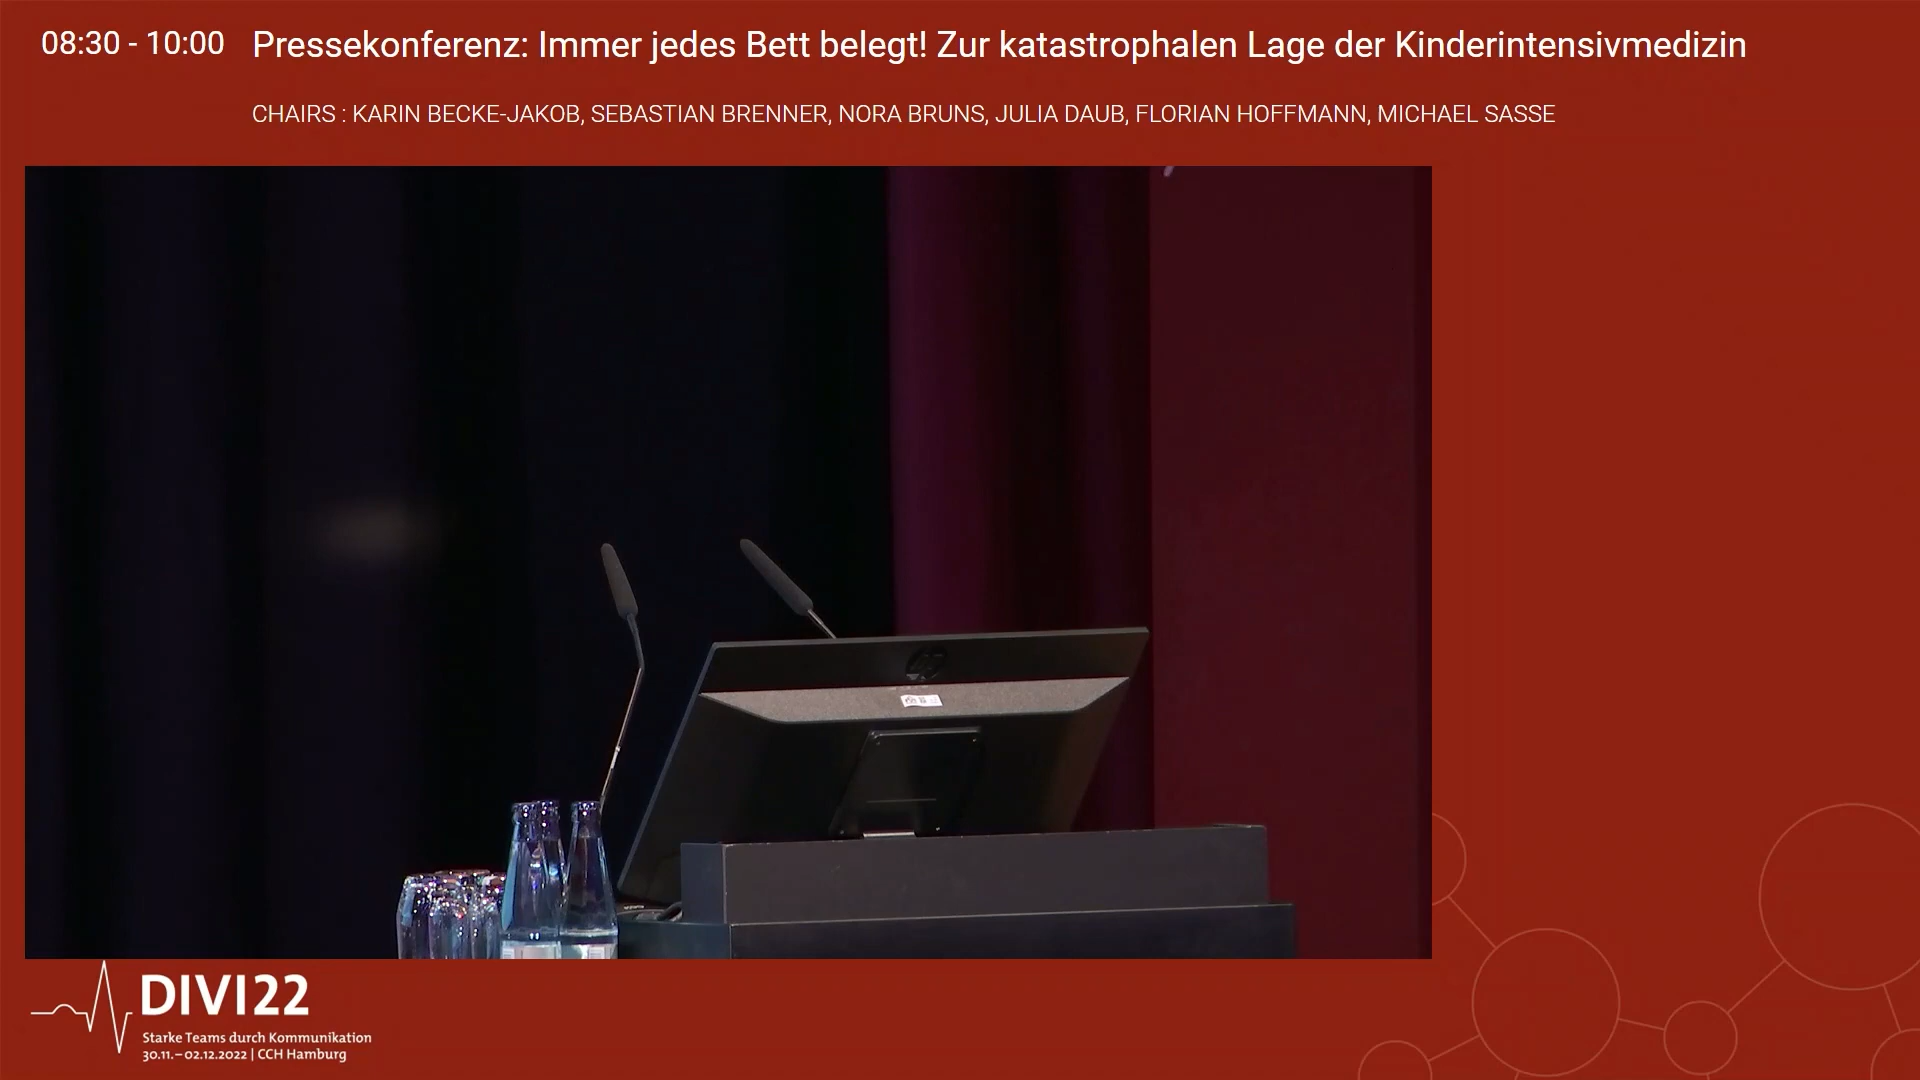 08:30 - 10:00 Pressekonferenz: Immer jedes Bett belegt! Zur katastrophalen Lage der Kinderintensivmedizin
CHAIRS : KARIN BECKE-JAKOB, SEBASTIAN BRENNER, NORA BRUNS, JULIA DAUB, FLORIAN HOFFMANN, MICHAEL SASSE
hp
DIVI22
Starke Teams durch Kommunikation
30.11.–02.12.2022 | CCH Hamburg